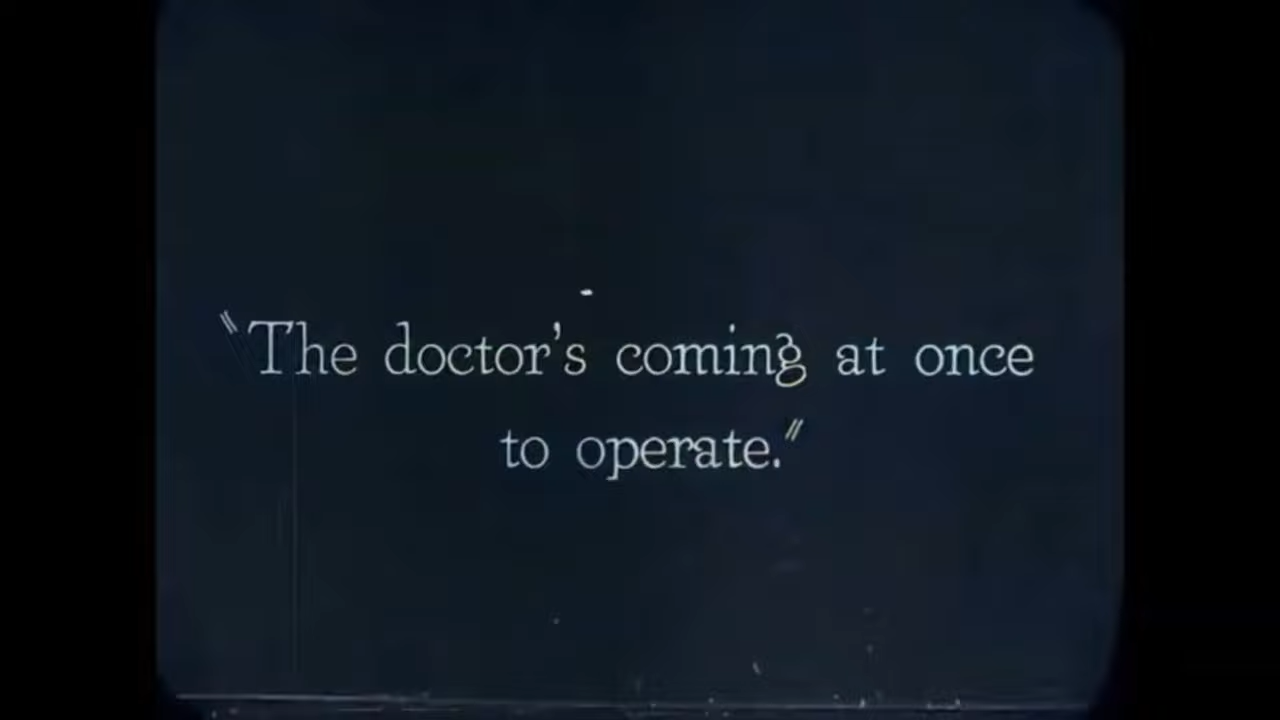 "The doctor's coming at once
to operate."